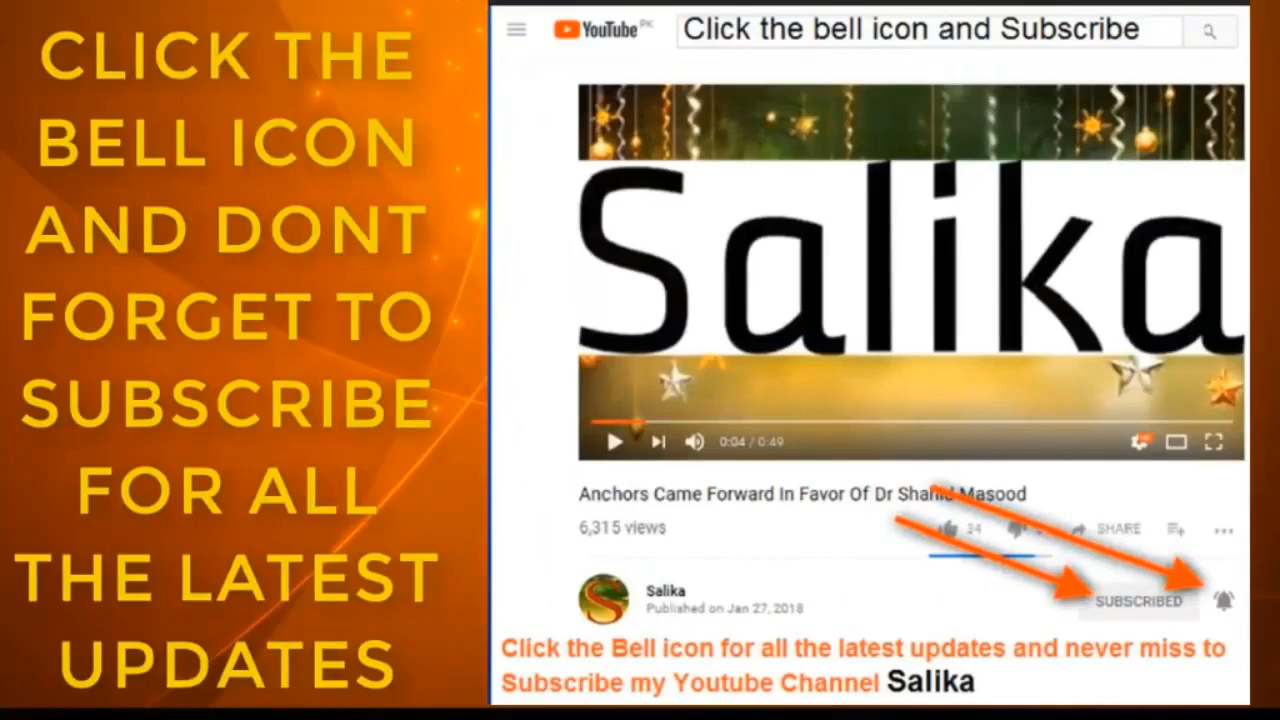 CLICK THE
BELL ICON
AND DONT
FORGET TO
SUBSCRIBE
FOR ALL
THE LATEST
UPDATES
YouTube PK
Click the bell icon and Subscribe
Salika
0:04 / 0:49
Anchors Came Forward In Favor Of Dr Shahid Masood
6,315 views
34
SHARE
Salika
Published on Jan 27, 2018
SUBSCRIBED
Click the Bell icon for all the latest updates and never miss to
Subscribe my Youtube Channel Salika